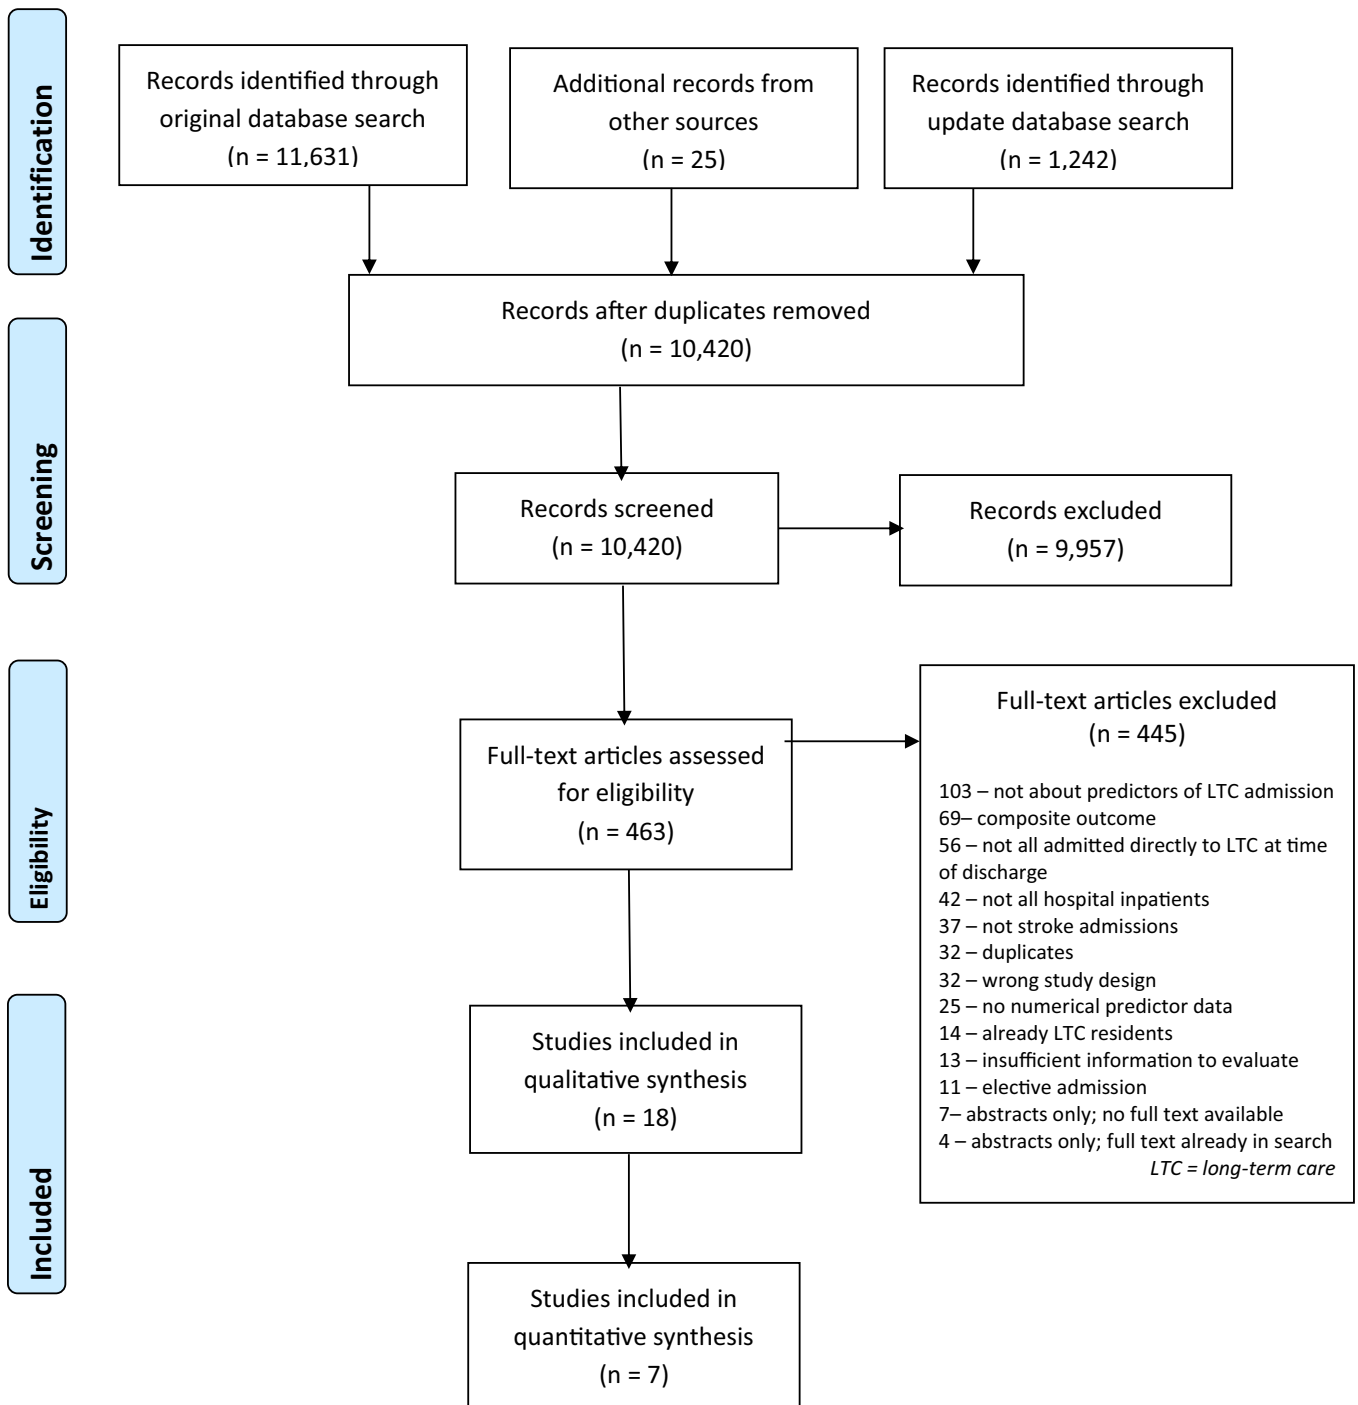 Identification
Records identified through
original database search
(n = 11,631)
Additional records from
other sources
(n = 25)
Records identified through
update database search
(n = 1,242)
Records after duplicates removed
(n = 10,420)
Screening
Records screened
(n = 10,420)
Records excluded
(n = 9,957)
Eligibility
Full-text articles assessed
for eligibility
(n = 463)
Full-text articles excluded
(n = 445)
103 – not about predictors of LTC admission
69– composite outcome
56 – not all admitted directly to LTC at time
of discharge
42 – not all hospital inpatients
37 – not stroke admissions
32 – duplicates
32 – wrong study design
25 – no numerical predictor data
14 – already LTC residents
13 – insufficient information to evaluate
11 – elective admission
7– abstracts only; no full text available
4 – abstracts only; full text already in search
LTC = long-term care
Included
Studies included in
qualitative synthesis
(n = 18)
Studies included in
quantitative synthesis
(n = 7)